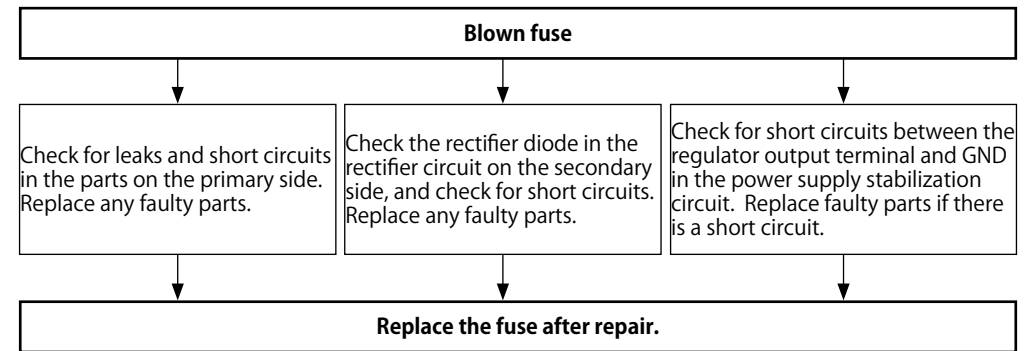 Blown fuse
Check for leaks and short circuits
in the parts on the primary side.
Replace any faulty parts.
Check the rectifier diode in the
rectifier circuit on the secondary
side, and check for short circuits.
Replace any faulty parts.
Check for short circuits between the
regulator output terminal and GND
in the power supply stabilization
circuit.  Replace faulty parts if there
is a short circuit.
Replace the fuse after repair.